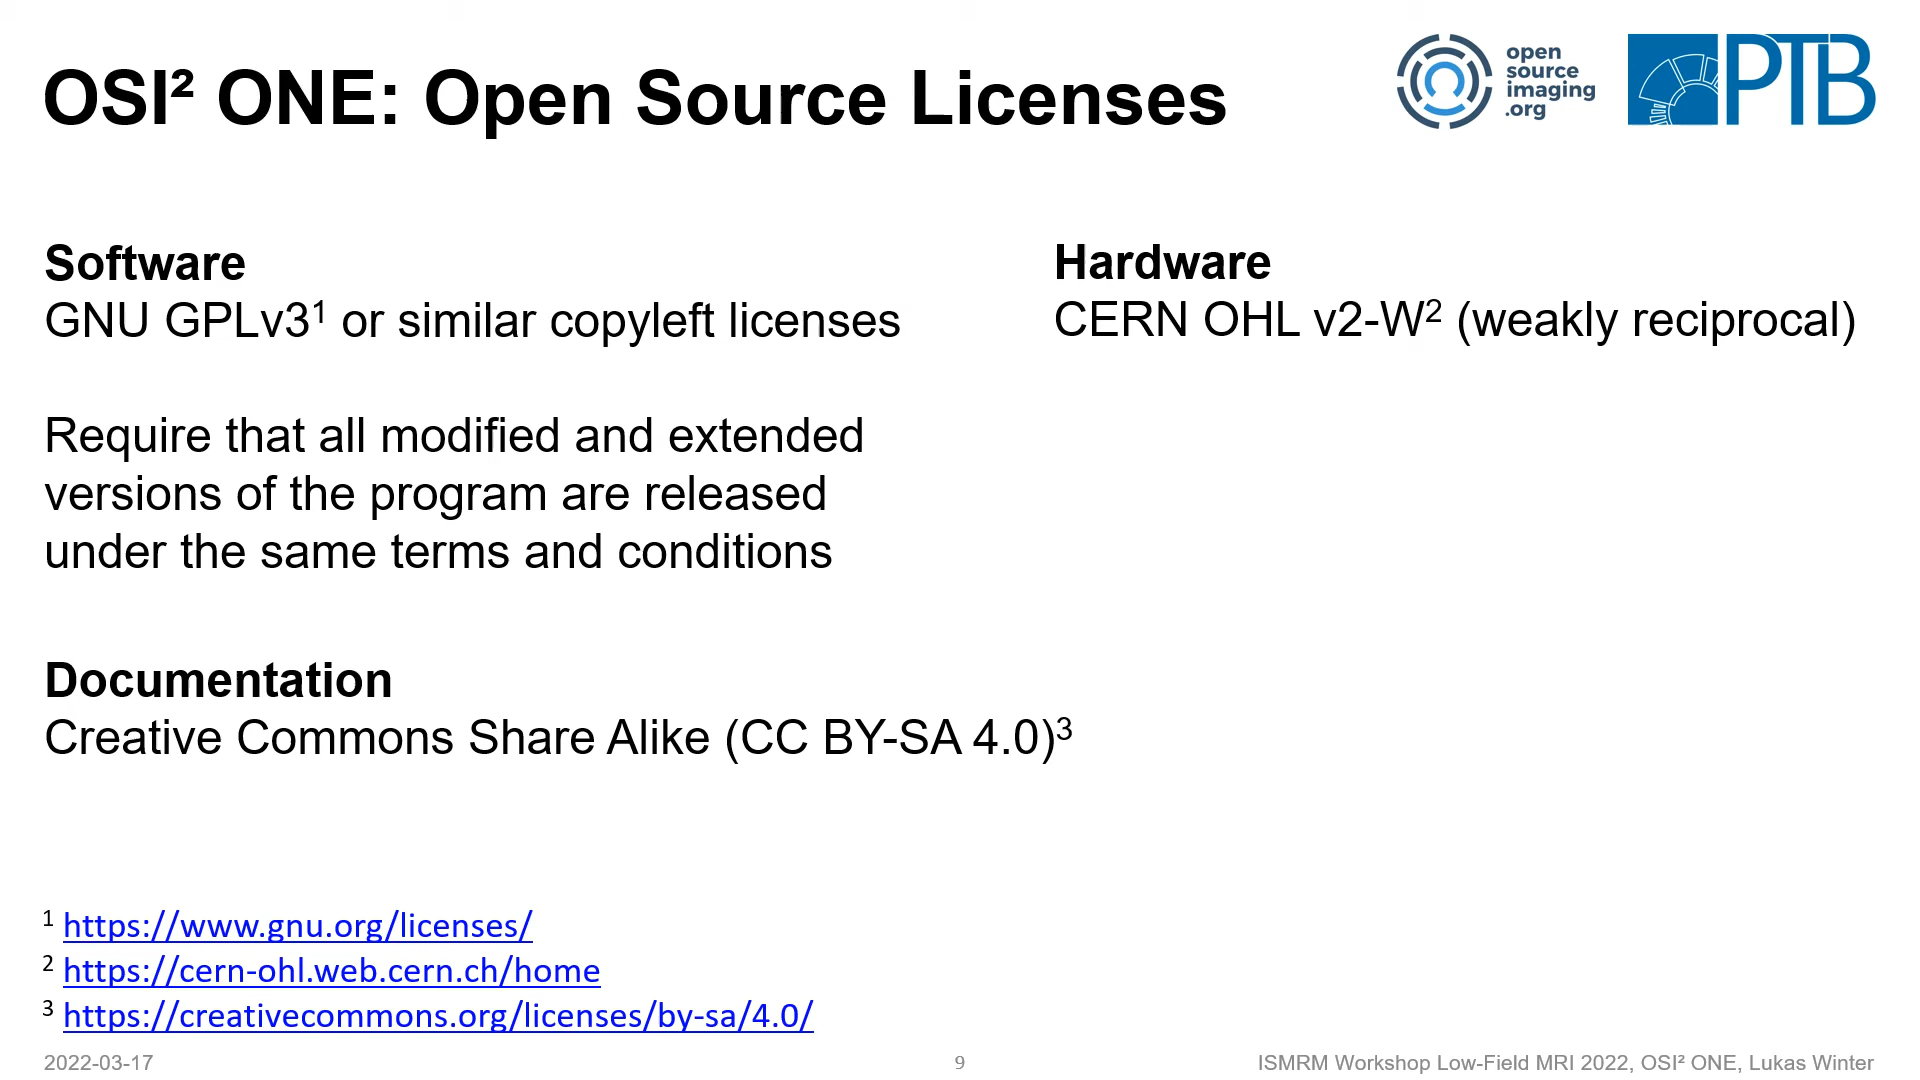 OSI² ONE: Open Source Licenses
open
source
imaging
.org
PTB
Software
GNU GPLv3¹ or similar copyleft licenses
Require that all modified and extended
versions of the program are released
under the same terms and conditions
Hardware
CERN OHL v2-W² (weakly reciprocal)
Documentation
Creative Commons Share Alike (CC BY-SA 4.0)³
¹ https://www.gnu.org/licenses/
² https://cern-ohl.web.cern.ch/home
³ https://creativecommons.org/licenses/by-sa/4.0/
2022-03-17
9
ISMRM Workshop Low-Field MRI 2022, OSI² ONE, Lukas Winter